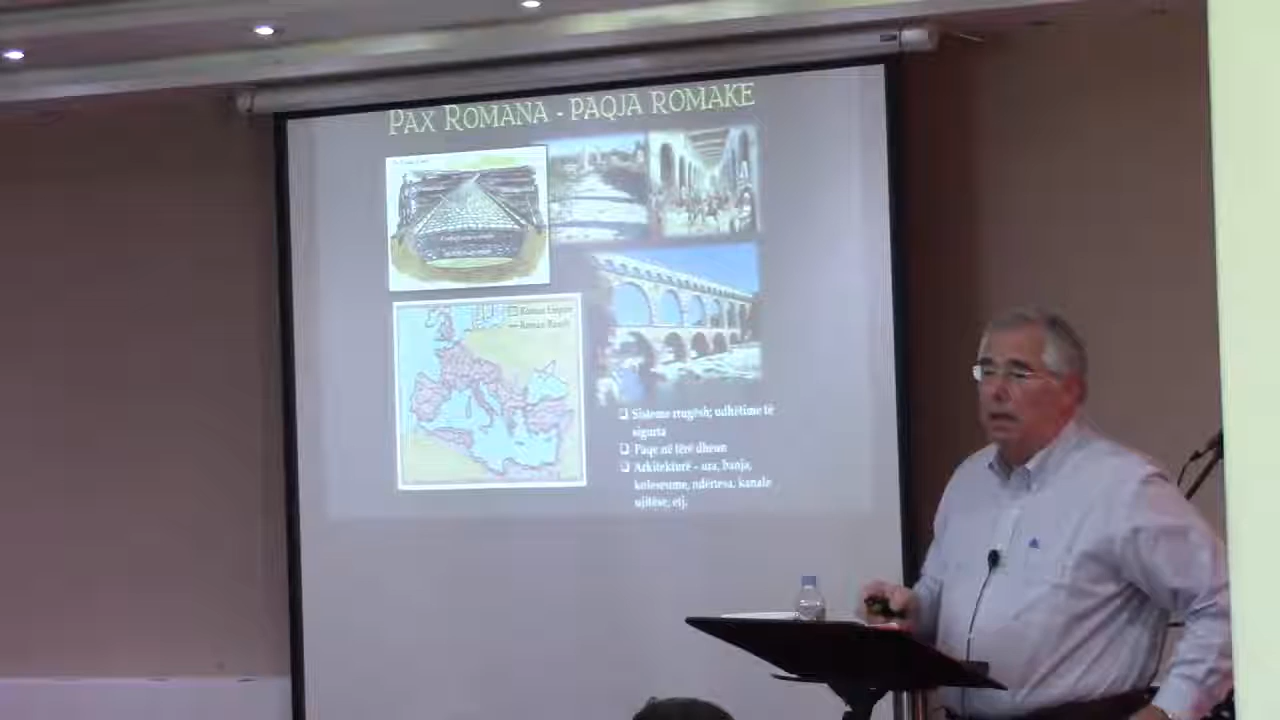 PAX ROMANA - PAQJA ROMAKE
Roman Empire
Roman Roads
Sisteme rrugësh; udhëtime të
sigurta
Paqe në tërë dheun
Arkitekturë - ura, banja,
koloseume, ndërtesa, kanale
ujitëse, etj.